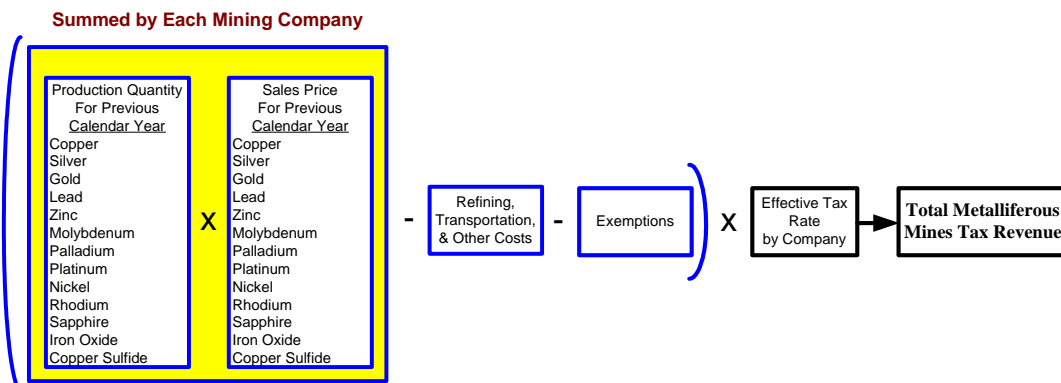 Summed by Each Mining Company
Production Quantity
For Previous
Calendar Year
Copper
Silver
Gold
Lead
Zinc
Molybdenum
Palladium
Platinum
Nickel
Rhodium
Sapphire
Iron Oxide
Copper Sulfide
X
Sales Price
For Previous
Calendar Year
Copper
Silver
Gold
Lead
Zinc
Molybdenum
Palladium
Platinum
Nickel
Rhodium
Sapphire
Iron Oxide
Copper Sulfide
-
Refining,
Transportation,
& Other Costs
-
Exemptions
X
Effective Tax
Rate
by Company
Total Metalliferous
Mines Tax Revenue